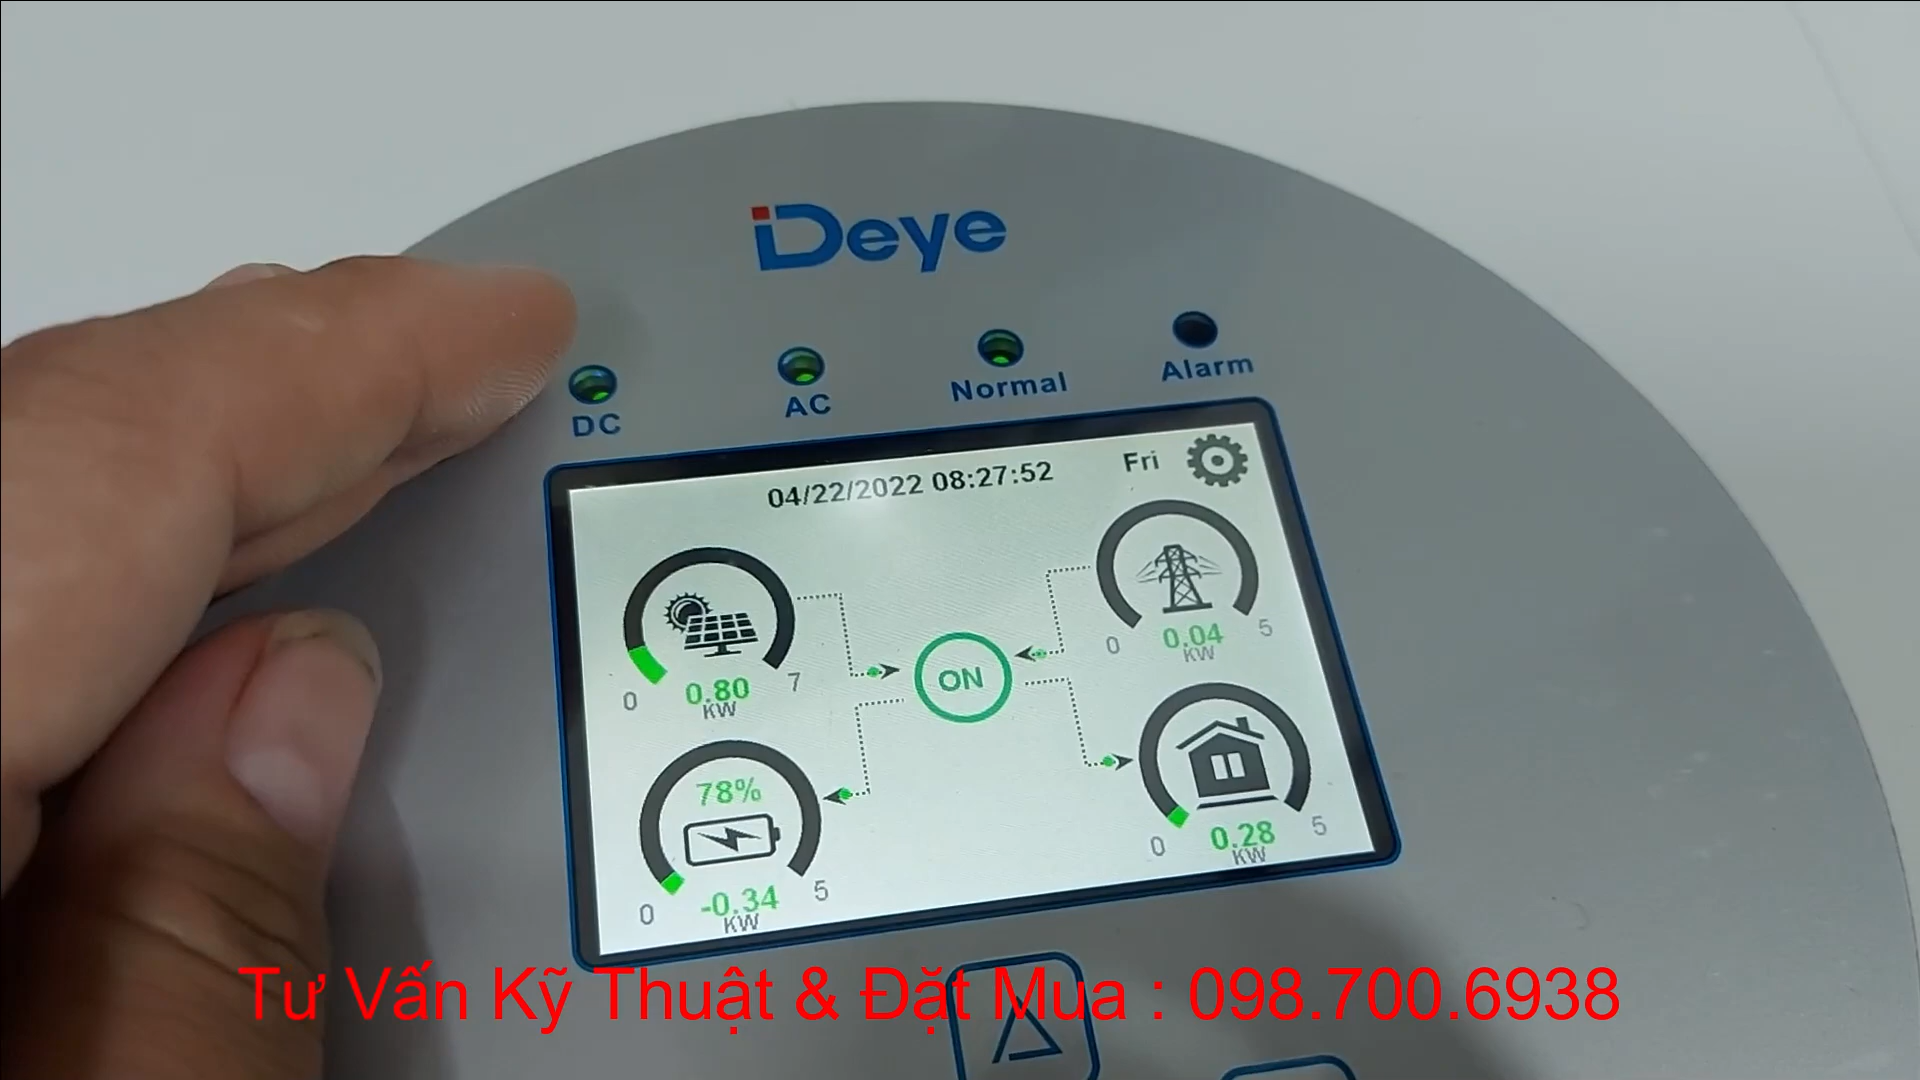 Deye
DC AC Normal Alarm
04/22/2022 08:27:52 Fri
0 0.80 7
KW
0 0.04 5
KW
ON
78%
0 -0.34 5
KW
0 0.28 5
KW
Tư Vấn Kỹ Thuật & Đặt Mua : 098.700.6938